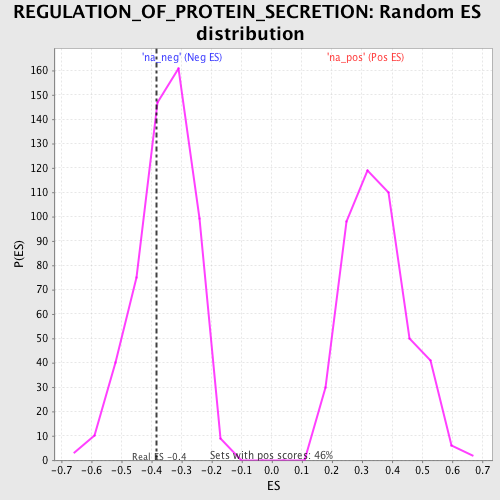 REGULATION_OF_PROTEIN_SECRETION: Random ES
distribution
'na_neg' (Neg ES)
'na_pos' (Pos ES)
160
150
140
130
120
110
100
90
80
70
60
50
40
30
20
10
0
P(ES)
Real ES -0.4
Sets with pos scores: 46%
-0.7 -0.6 -0.5 -0.4 -0.3 -0.2 -0.1 0.0 0.1 0.2 0.3 0.4 0.5 0.6 0.7
ES